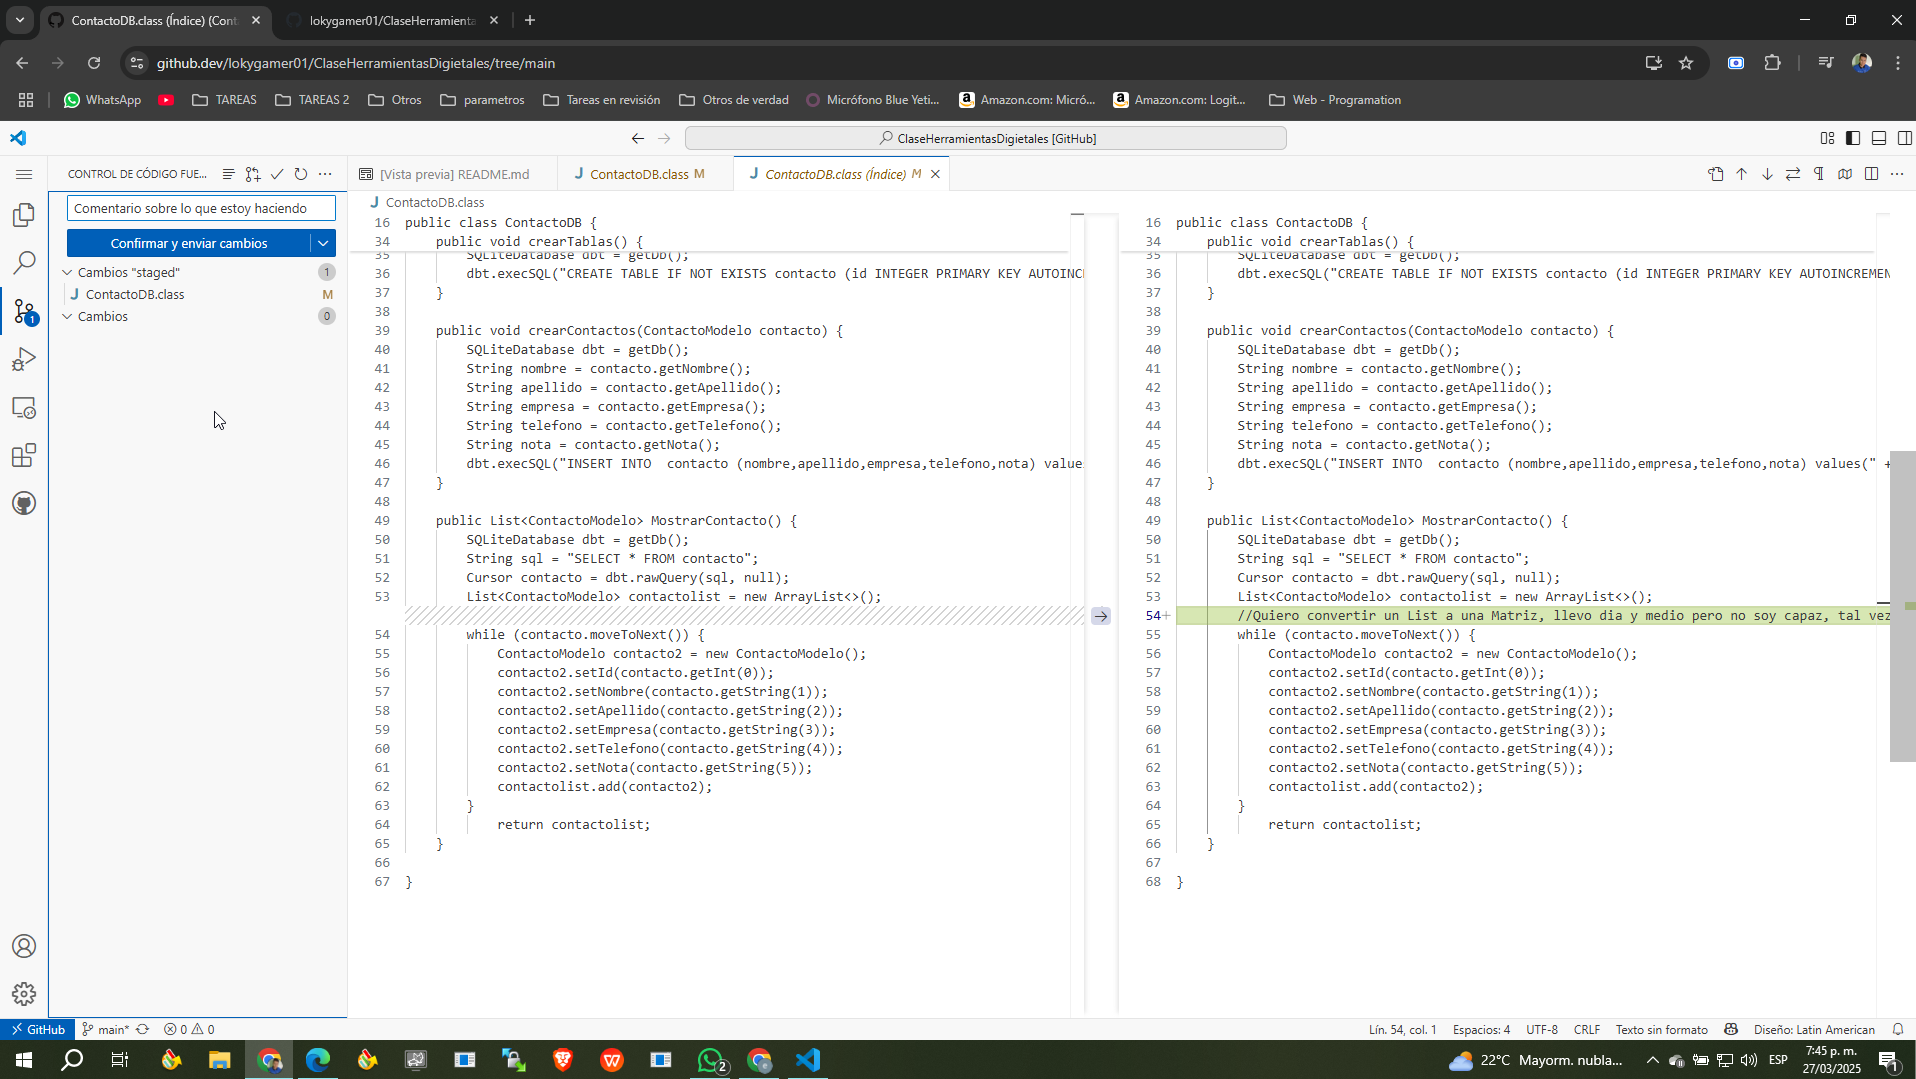 ContactoDB.class (Índice) (Cont
lokygamer01/ClaseHerramienta
github.dev/lokygamer01/ClaseHerramientasDigietales/tree/main
WhatsApp
TAREAS
TAREAS 2
Otros
parametros
Tareas en revisión
Otros de verdad
Micrófono Blue Yeti...
Amazon.com: Micró...
Amazon.com: Logit...
Web - Programation
ClaseHerramientasDigietales [GitHub]
CONTROL DE CÓDIGO FUE...
[Vista previa] README.md
J ContactoDB.class M
J ContactoDB.class (Índice) M
Comentario sobre lo que estoy haciendo
Confirmar y enviar cambios
Cambios "staged" 1
J ContactoDB.class M
Cambios 0
1
J ContactoDB.class
16 public class ContactoDB {
34 public void crearTablas() {
35 SQLiteDatabase dbt = getDb();
36 dbt.execSQL("CREATE TABLE IF NOT EXISTS contacto (id INTEGER PRIMARY KEY AUTOINC
37 }
38
39 public void crearContactos(ContactoModelo contacto) {
40 SQLiteDatabase dbt = getDb();
41 String nombre = contacto.getNombre();
42 String apellido = contacto.getApellido();
43 String empresa = contacto.getEmpresa();
44 String telefono = contacto.getTelefono();
45 String nota = contacto.getNota();
46 dbt.execSQL("INSERT INTO  contacto (nombre,apellido,empresa,telefono,nota) value
47 }
48
49 public List<ContactoModelo> MostrarContacto() {
50 SQLiteDatabase dbt = getDb();
51 String sql = "SELECT * FROM contacto";
52 Cursor contacto = dbt.rawQuery(sql, null);
53 List<ContactoModelo> contactolist = new ArrayList<>();
54 while (contacto.moveToNext()) {
55 ContactoModelo contacto2 = new ContactoModelo();
56 contacto2.setId(contacto.getInt(0));
57 contacto2.setNombre(contacto.getString(1));
58 contacto2.setApellido(contacto.getString(2));
59 contacto2.setEmpresa(contacto.getString(3));
60 contacto2.setTelefono(contacto.getString(4));
61 contacto2.setNota(contacto.getString(5));
62 contactolist.add(contacto2);
63 }
64 return contactolist;
65 }
66
67 }
16 public class ContactoDB {
34 public void crearTablas() {
35 SQLiteDatabase dbt = getDb();
36 dbt.execSQL("CREATE TABLE IF NOT EXISTS contacto (id INTEGER PRIMARY KEY AUTOINCREMEN
37 }
38
39 public void crearContactos(ContactoModelo contacto) {
40 SQLiteDatabase dbt = getDb();
41 String nombre = contacto.getNombre();
42 String apellido = contacto.getApellido();
43 String empresa = contacto.getEmpresa();
44 String telefono = contacto.getTelefono();
45 String nota = contacto.getNota();
46 dbt.execSQL("INSERT INTO  contacto (nombre,apellido,empresa,telefono,nota) values(" +
47 }
48
49 public List<ContactoModelo> MostrarContacto() {
50 SQLiteDatabase dbt = getDb();
51 String sql = "SELECT * FROM contacto";
52 Cursor contacto = dbt.rawQuery(sql, null);
53 List<ContactoModelo> contactolist = new ArrayList<>();
54+ //Quiero convertir un List a una Matriz, llevo dia y medio pero no soy capaz, tal vez
55 while (contacto.moveToNext()) {
56 ContactoModelo contacto2 = new ContactoModelo();
57 contacto2.setId(contacto.getInt(0));
58 contacto2.setNombre(contacto.getString(1));
59 contacto2.setApellido(contacto.getString(2));
60 contacto2.setEmpresa(contacto.getString(3));
61 contacto2.setTelefono(contacto.getString(4));
62 contacto2.setNota(contacto.getString(5));
63 contactolist.add(contacto2);
64 }
65 return contactolist;
66 }
67
68 }
GitHub
main*
0
0
Lín. 54, col. 1
Espacios: 4
UTF-8
CRLF
Texto sin formato
Diseño: Latin American
2
22°C Mayorm. nubla...
ESP
7:45 p. m.
27/03/2025
1